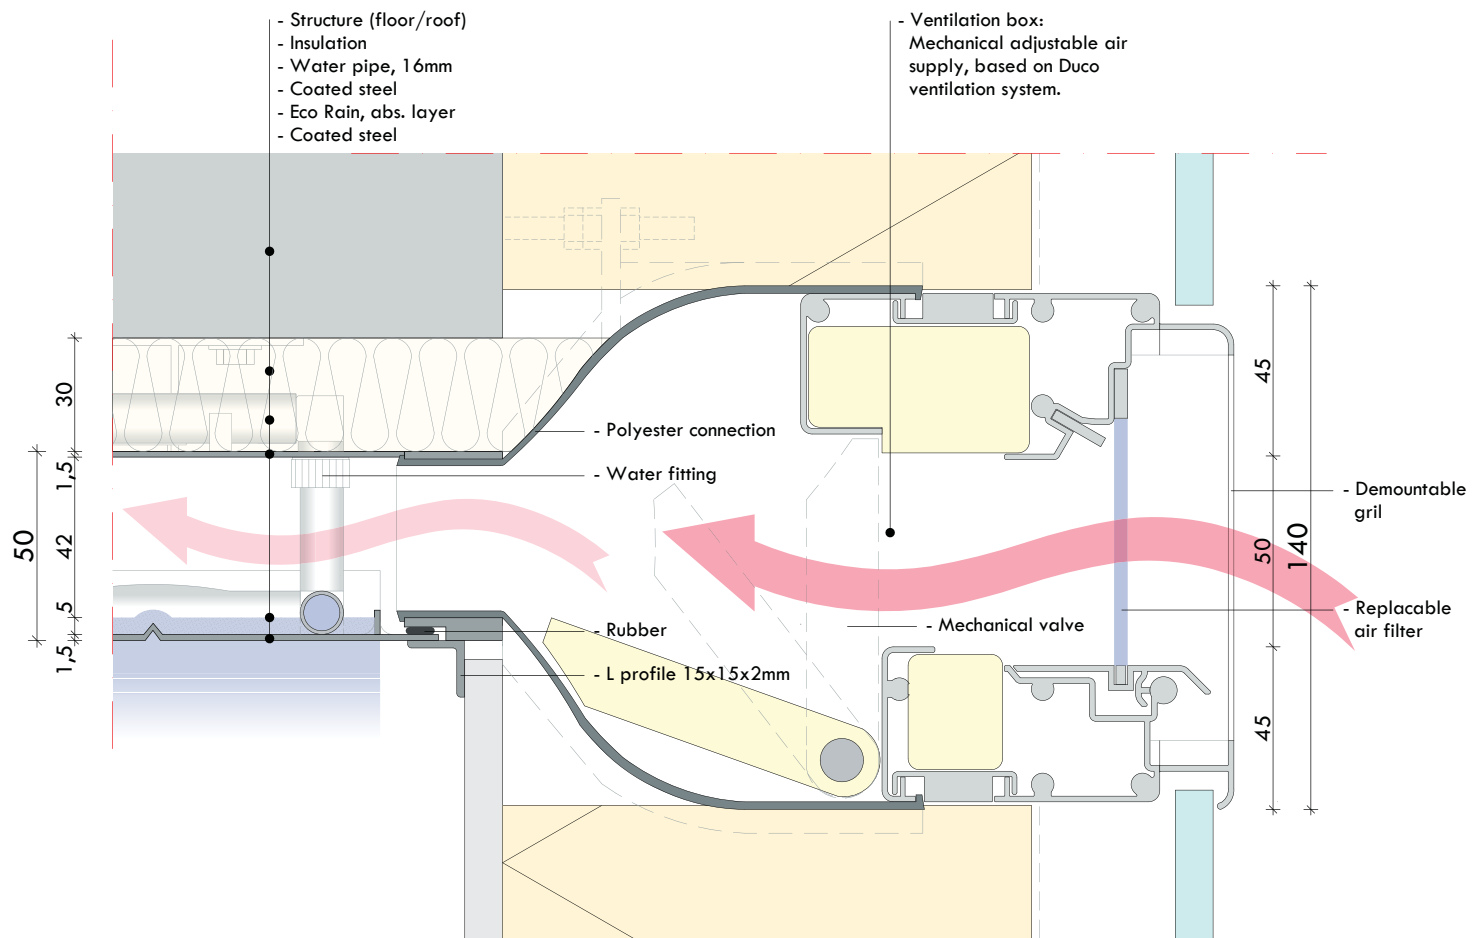 - Structure (floor/roof)
- Insulation
- Water pipe, 16mm
- Coated steel
- Eco Rain, abs. layer
- Coated steel
- Ventilation box:
Mechanical adjustable air
supply, based on Duco
ventilation system.
30
1,5
50
42
5
1,5
- Polyester connection
- Water fitting
- Rubber
- L profile 15x15x2mm
- Mechanical valve
45
50
140
45
- Demountable
gril
- Replacable
air filter